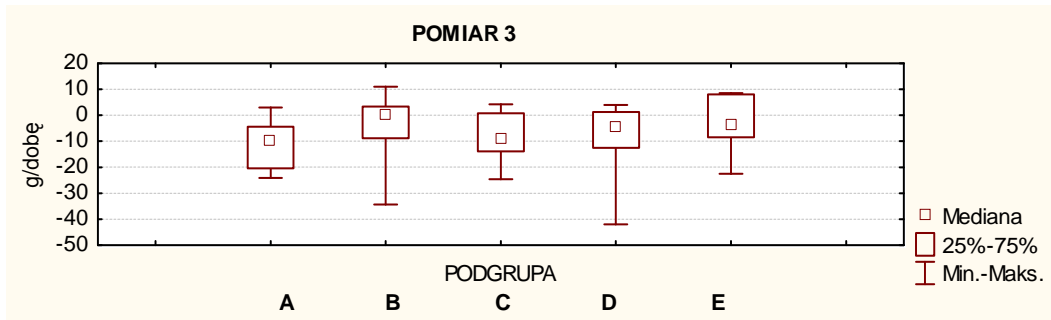 POMIAR 3
20
10
0
-10
-20
-30
-40
-50
g/dobę
PODGRUPA
A B C D E
Mediana
25%-75%
Min.-Maks.